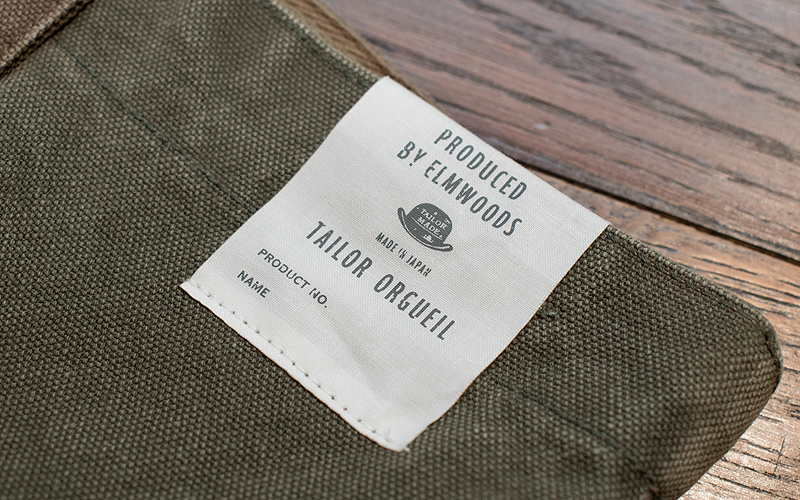 PRODUCED
BY ELMWOODS
TAILOR
MADE
MADE IN JAPAN
TAILOR ORGUEIL
PRODUCT NO.
NAME